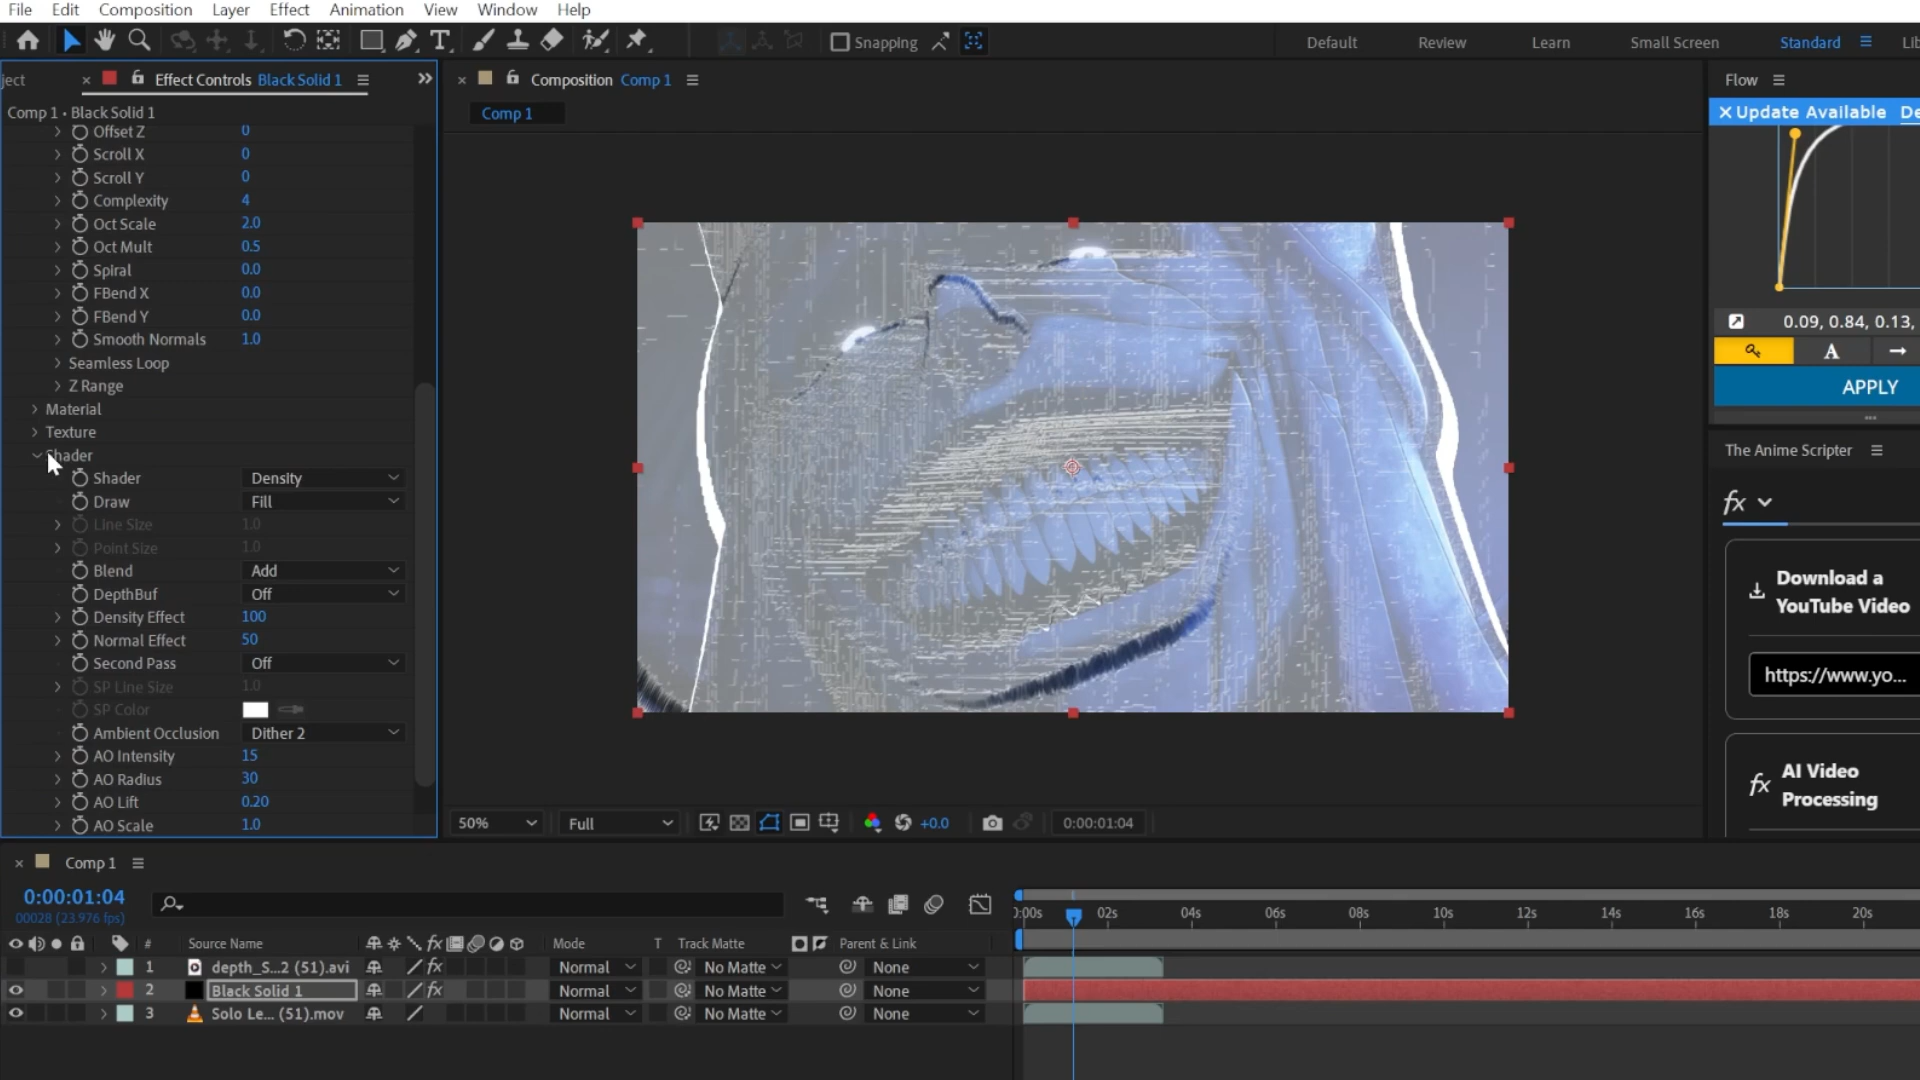 File Edit Composition Layer Effect Animation View Window Help
Snapping
Default Review Learn Small Screen Standard
Effect Controls Black Solid 1
Composition Comp 1
Flow
Comp 1 • Black Solid 1
Comp 1
Update Available
Offset Z 0
Scroll X 0
Scroll Y 0
Complexity 4
Oct Scale 2.0
Oct Mult 0.5
Spiral 0.0
FBend X 0.0
FBend Y 0.0
Smooth Normals 1.0
Seamless Loop
Z Range
Material
Texture
Shader
Shader Density
Draw Fill
Line Size 1.0
Point Size 1.0
Blend Add
DepthBuf Off
Density Effect 100
Normal Effect 50
Second Pass Off
SP Line Size 1.0
SP Color
Ambient Occlusion Dither 2
AO Intensity 15
AO Radius 30
AO Lift 0.20
AO Scale 1.0
0.09, 0.84, 0.13,
A
APPLY
The Anime Scripter
fx
Download a
YouTube Video
https://www.yo...
fx AI Video
Processing
50% Full +0.0 0:00:01:04
Comp 1
0:00:01:04
00028 (23.976 fps)
:00s 02s 04s 06s 08s 10s 12s 14s 16s 18s 20s
# Source Name fx Mode T Track Matte Parent & Link
1 depth_S...2 (51).avi fx Normal No Matte None
2 Black Solid 1 fx Normal No Matte None
3 Solo Le... (51).mov Normal No Matte None